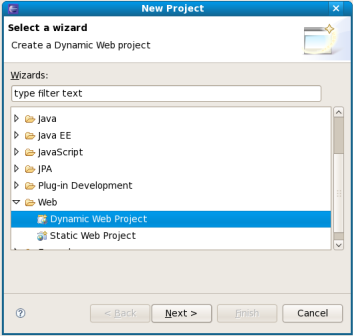 New Project
Select a wizard
Create a Dynamic Web project
Wizards:
type filter text
Java
Java EE
JavaScript
JPA
Plug-in Development
Web
Dynamic Web Project
Static Web Project
< Back
Next >
Finish
Cancel